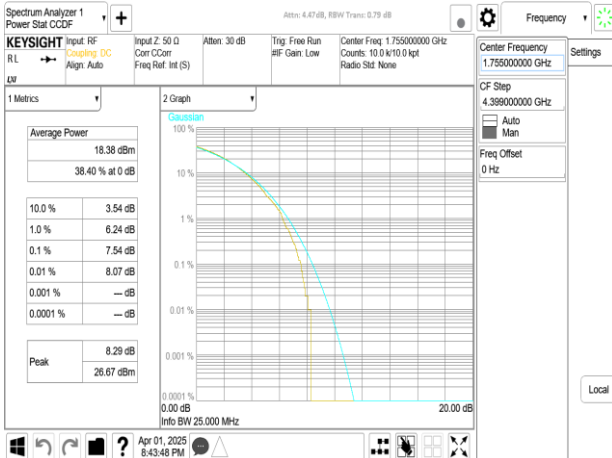 Spectrum Analyzer 1
Power Stat CCDF
Attn: 4.67dB, RBW Trans: 0.79 dB
Frequency
KEYSIGHT
RL
LXI
Input: RF
Coupling: DC
Align: Auto
Input Z: 50 Ω
Corr CCorr
Freq Ref: Int (S)
Atten: 30 dB
Trig: Free Run
#IF Gain: Low
Center Freq: 1.755000000 GHz
Counts: 10.0 k/10.0 kpt
Radio Std: None
Center Frequency
1.755000000 GHz
Settings
CF Step
4.399000000 GHz
Auto
Man
Freq Offset
0 Hz
1 Metrics
Average Power
18.38 dBm
38.40 % at 0 dB
10.0 % 3.54 dB
1.0 % 6.24 dB
0.1 % 7.54 dB
0.01 % 8.07 dB
0.001 % --- dB
0.0001 % --- dB
Peak
8.29 dB
26.67 dBm
2 Graph
Gaussian
100 %
10 %
1 %
0.1 %
0.01 %
0.001 %
0.0001 %
0.00 dB 20.00 dB
Info BW 25.000 MHz
Local
?
Apr 01, 2025
8:43:48 PM